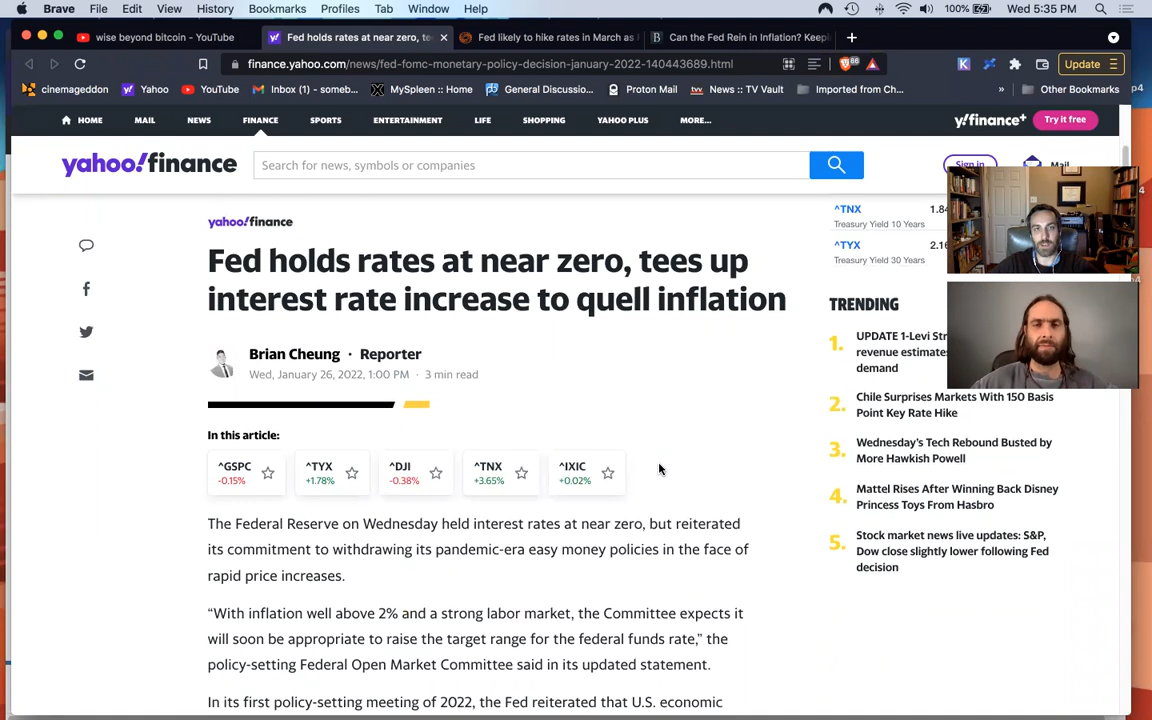 Brave File Edit View History Bookmarks Profiles Tab Window Help 100% Wed 5:35 PM
wise beyond bitcoin - YouTube Fed holds rates at near zero, te Fed likely to hike rates in March as Can the Fed Rein in Inflation? Keepi
finance.yahoo.com/news/fed-fomc-monetary-policy-decision-january-2022-140443689.html 66 K Update
cinemageddon Yahoo YouTube Inbox (1) - someb... MySpleen :: Home General Discussio... Proton Mail tvv News :: TV Vault Imported from Ch... » Other Bookmarks p4
HOME MAIL NEWS FINANCE SPORTS ENTERTAINMENT LIFE SHOPPING YAHOO PLUS MORE... y!finance+ Try it free
yahoo!finance Search for news, symbols or companies Sign in Mail
yahoo!finance
Fed holds rates at near zero, tees up
interest rate increase to quell inflation
Brian Cheung · Reporter
Wed, January 26, 2022, 1:00 PM · 3 min read
In this article:
^GSPC ^TYX ^DJI ^TNX ^IXIC
-0.15% +1.78% -0.38% +3.65% +0.02%
The Federal Reserve on Wednesday held interest rates at near zero, but reiterated
its commitment to withdrawing its pandemic-era easy money policies in the face of
rapid price increases.
“With inflation well above 2% and a strong labor market, the Committee expects it
will soon be appropriate to raise the target range for the federal funds rate,” the
policy-setting Federal Open Market Committee said in its updated statement.
In its first policy-setting meeting of 2022, the Fed reiterated that U.S. economic
^TNX 1.84
Treasury Yield 10 Years
^TYX 2.16
Treasury Yield 30 Years
TRENDING
1. UPDATE 1-Levi Str
revenue estimates
demand
2. Chile Surprises Markets With 150 Basis
Point Key Rate Hike
3. Wednesday’s Tech Rebound Busted by
More Hawkish Powell
4. Mattel Rises After Winning Back Disney
Princess Toys From Hasbro
5. Stock market news live updates: S&P,
Dow close slightly lower following Fed
decision